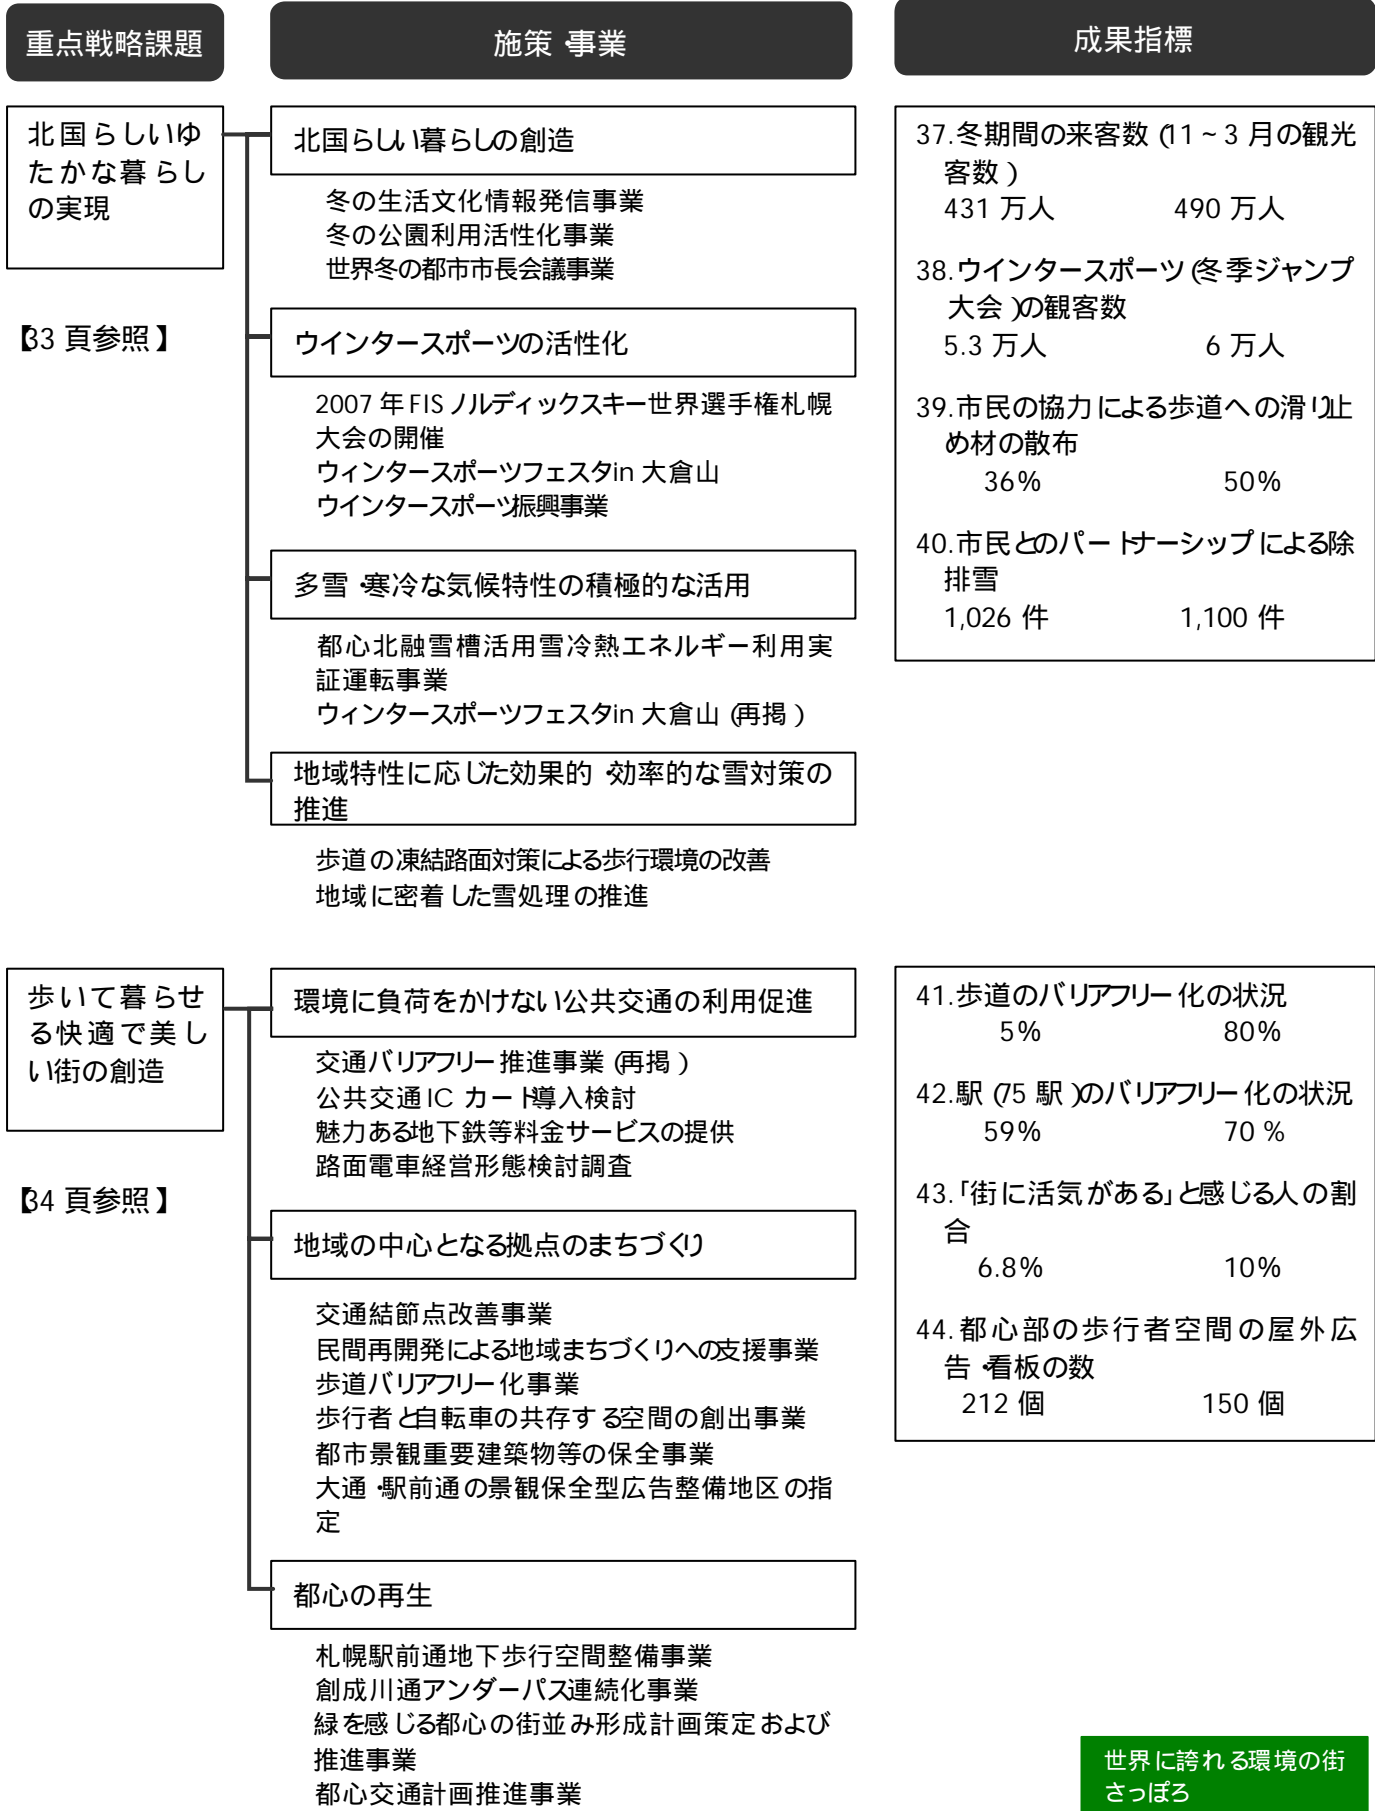 重点戦略課題
施策・事業
成果指標
北国らしいゆ
たかな暮らし
の実現
【33 頁参照】
北国らしい暮らしの創造
冬の生活文化情報発信事業
冬の公園利用活性化事業
世界冬の都市市長会議事業
ウインタースポーツの活性化
2007 年 FIS ノルディックスキー世界選手権札幌
大会の開催
ウィンタースポーツフェスタin 大倉山
ウインタースポーツ振興事業
多雪・寒冷な気候特性の積極的な活用
都心北融雪槽活用雪冷熱エネルギー利用実
証運転事業
ウィンタースポーツフェスタin 大倉山（再掲）
地域特性に応じた効果的・効率的な雪対策の
推進
歩道の凍結路面対策による歩行環境の改善
地域に密着した雪処理の推進
37.冬期間の来客数（11～3 月の観光
客数）
431 万人 490 万人
38.ウインタースポーツ（冬季ジャンプ
大会）の観客数
5.3 万人 6 万人
39.市民の協力による歩道への滑り止
め材の散布
36% 50%
40.市民とのパートナーシップによる除
排雪
1,026 件 1,100 件
歩いて暮らせ
る快適で美し
い街の創造
【34 頁参照】
環境に負荷をかけない公共交通の利用促進
交通バリアフリー推進事業（再掲）
公共交通 IC カード導入検討
魅力ある地下鉄等料金サービスの提供
路面電車経営形態検討調査
地域の中心となる拠点のまちづくり
交通結節点改善事業
民間再開発による地域まちづくりへの支援事業
歩道バリアフリー化事業
歩行者と自転車の共存する空間の創出事業
都市景観重要建築物等の保全事業
大通・駅前通の景観保全型広告整備地区の指
定
都心の再生
札幌駅前通地下歩行空間整備事業
創成川通アンダーパス連続化事業
緑を感じる都心の街並み形成計画策定および
推進事業
都心交通計画推進事業
41.歩道のバリアフリー化の状況
5% 80%
42.駅（75 駅）のバリアフリー化の状況
59% 70 %
43.「街に活気がある」と感じる人の割
合
6.8% 10%
44.都心部の歩行者空間の屋外広
告・看板の数
212 個 150 個
世界に誇れる環境の街
さっぽろ